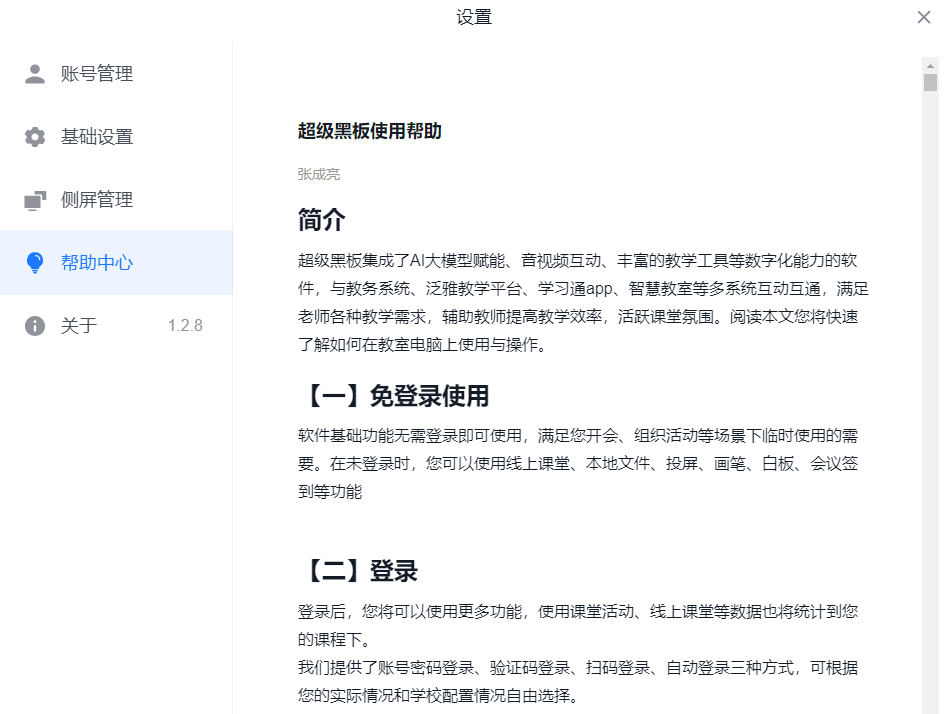 设置
账号管理
基础设置
侧屏管理
帮助中心
关于 1.2.8
超级黑板使用帮助
张成亮
简介
超级黑板集成了AI大模型赋能、音视频互动、丰富的教学工具等数字化能力的软
件，与教务系统、泛雅教学平台、学习通app、智慧教室等多系统互动互通，满足
老师各种教学需求，辅助教师提高教学效率，活跃课堂氛围。阅读本文您将快速
了解如何在教室电脑上使用与操作。
【一】免登录使用
软件基础功能无需登录即可使用，满足您开会、组织活动等场景下临时使用的需
要。在未登录时，您可以使用线上课堂、本地文件、投屏、画笔、白板、会议签
到等功能
【二】登录
登录后，您将可以使用更多功能，使用课堂活动、线上课堂等数据也将统计到您
的课程下。
我们提供了账号密码登录、验证码登录、扫码登录、自动登录三种方式，可根据
您的实际情况和学校配置情况自由选择。